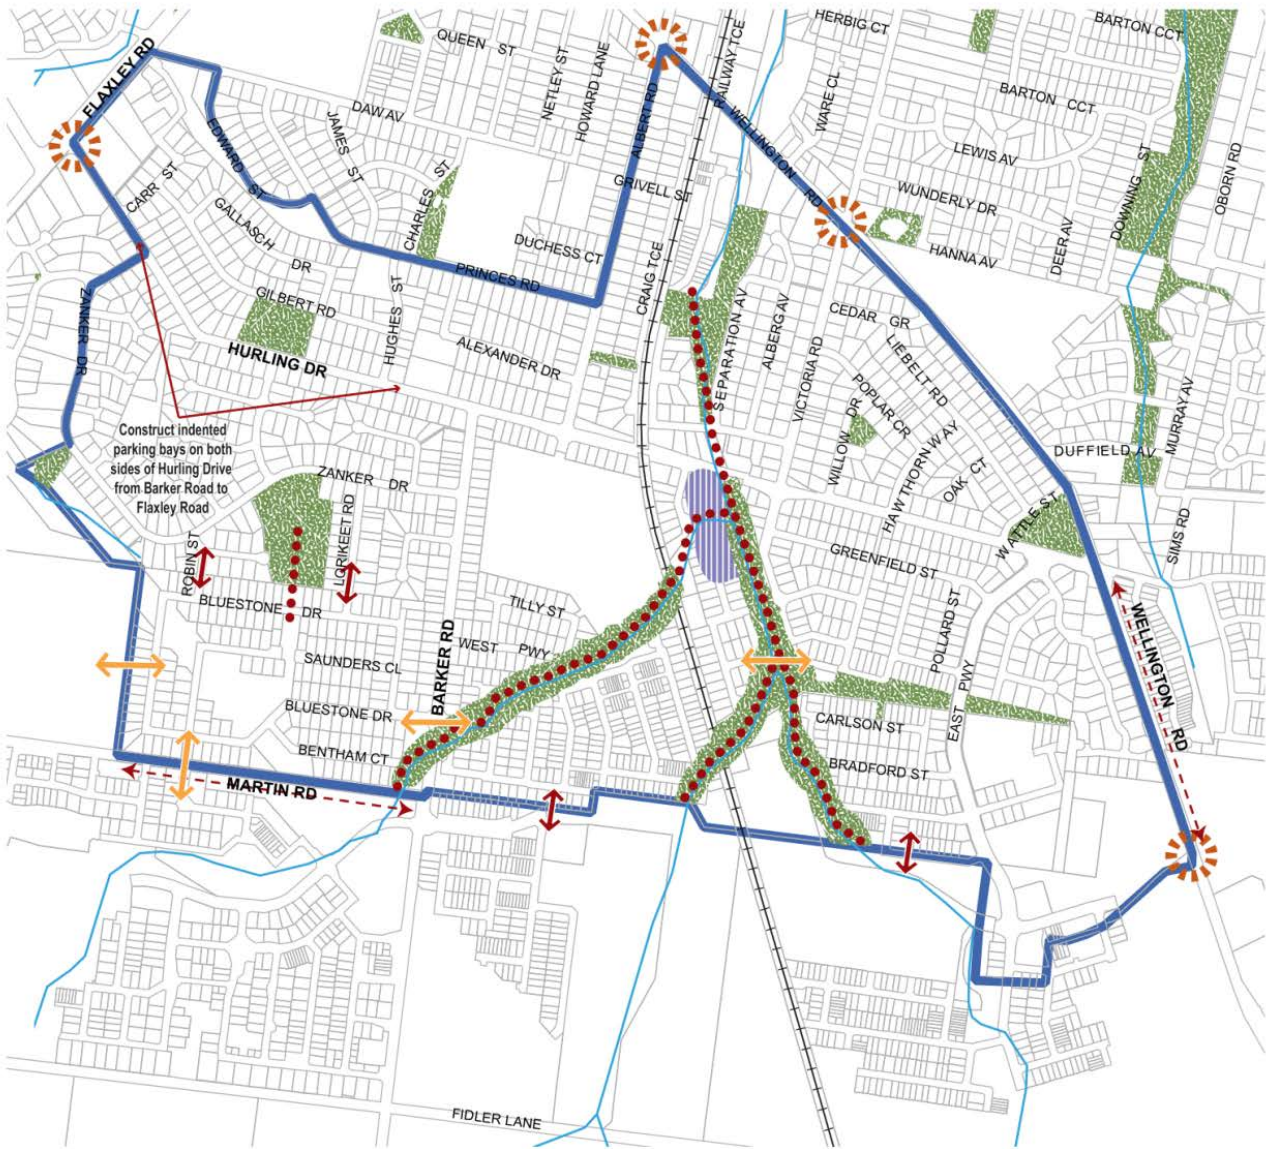 HERBIG CT
BARTON CCT
QUEEN ST
NETLEY ST
HOWARD LANE
RAILWAY TCE
FLAXLEY RD
WARE CL
BARTON CCT
DAW AV
JAMES ST
ALBERT RD
WELLINGTON RD
LEWIS AV
EDWARD ST
CARR ST
CHARLES ST
GRIVELL ST
WUNDERLY DR
DOWNING ST
OBORN RD
GALLASCH DR
DUCHESS CT
CRAIG TCE
HANNA AV
DEER AV
PRINCES RD
ZANKER DR
GILBERT RD
HUGHES ST
SEPARATION AV
ALBERG AV
CEDAR GR
HURLING DR
ALEXANDER DR
VICTORIA RD
LIEBELT RD
POPLAR CR
WILLOW DR
MURRAY AV
Construct indented
parking bays on both
sides of Hurling Drive
from Barker Road to
Flaxley Road
HAWTHORN WAY
OAK CT
DUFFIELD AV
ZANKER DR
LORIKEET RD
WATTLE ST
SIMS RD
ROBIN ST
GREENFIELD ST
BLUESTONE DR
TILLY ST
POLLARD ST
WELLINGTON RD
BARKER RD
WEST PWY
SAUNDERS CL
EAST PWY
BLUESTONE DR
CARLSON ST
BENTHAM CT
BRADFORD ST
MARTIN RD
FIDLER LANE